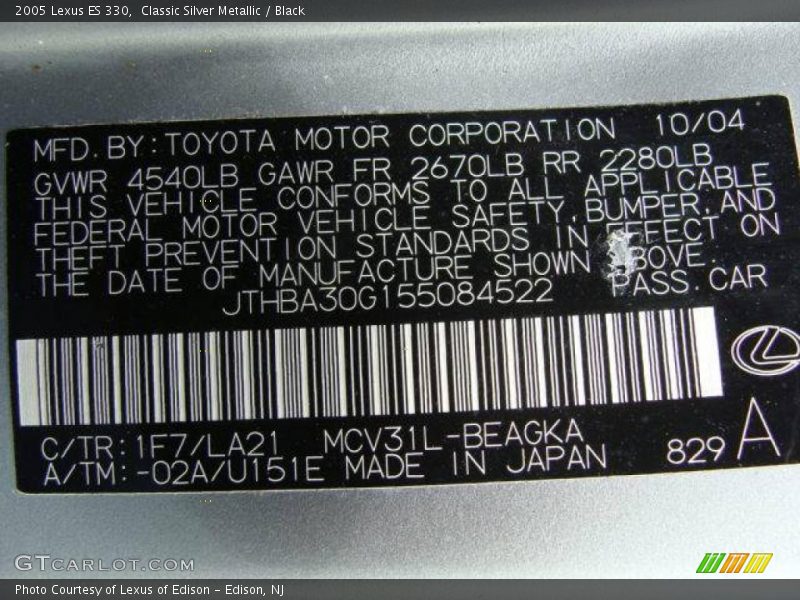 2005 Lexus ES 330,  Classic Silver Metallic / Black
MFD. BY: TOYOTA MOTOR CORPORATION 10/04
GVWR 4540LB GAWR FR 2670LB RR 2280LB
THIS VEHICLE CONFORMS TO ALL APPLICABLE
FEDERAL MOTOR VEHICLE SAFETY, BUMPER, AND
THEFT PREVENTION STANDARDS IN EFFECT ON
THE DATE OF MANUFACTURE SHOWN ABOVE.
JTHBA30G155084522 PASS. CAR
C/TR: 1F7/LA21 MCV31L-BEAGKA
A/TM: -02A/U151E MADE IN JAPAN
829 A
GTCARLOT.COM
Photo Courtesy of Lexus of Edison - Edison, NJ